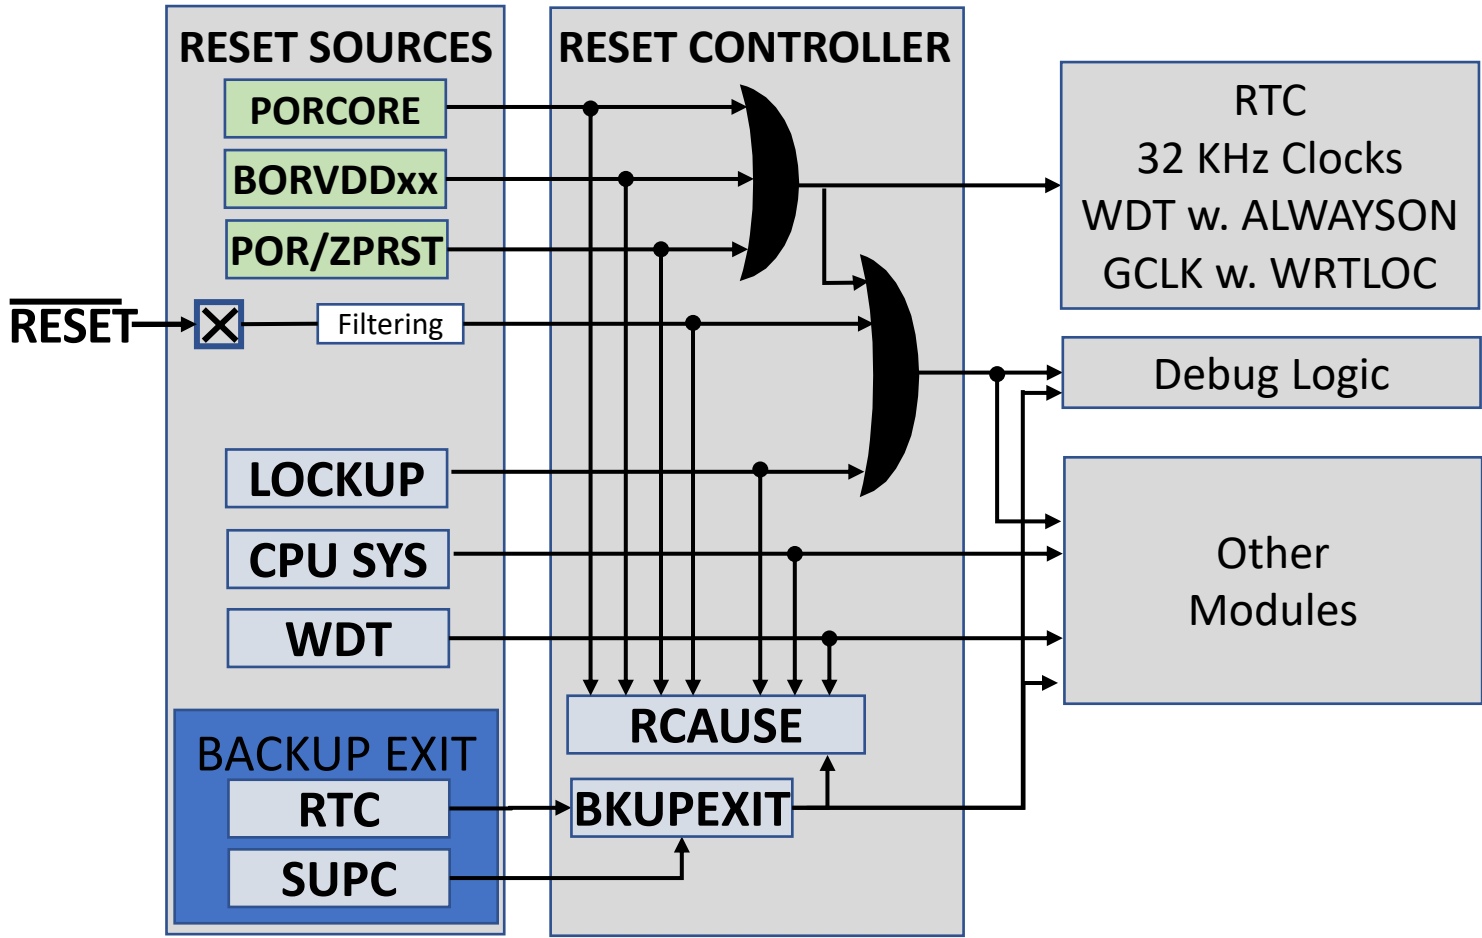 RESET SOURCES
PORCORE
BORVDDxx
POR/ZPRST
RESET
Filtering
LOCKUP
CPU SYS
WDT
BACKUP EXIT
RTC
SUPC
RESET CONTROLLER
RCAUSE
BKUPEXIT
RTC
32 KHz Clocks
WDT w. ALWAYSON
GCLK w. WRTLOC
Debug Logic
Other
Modules